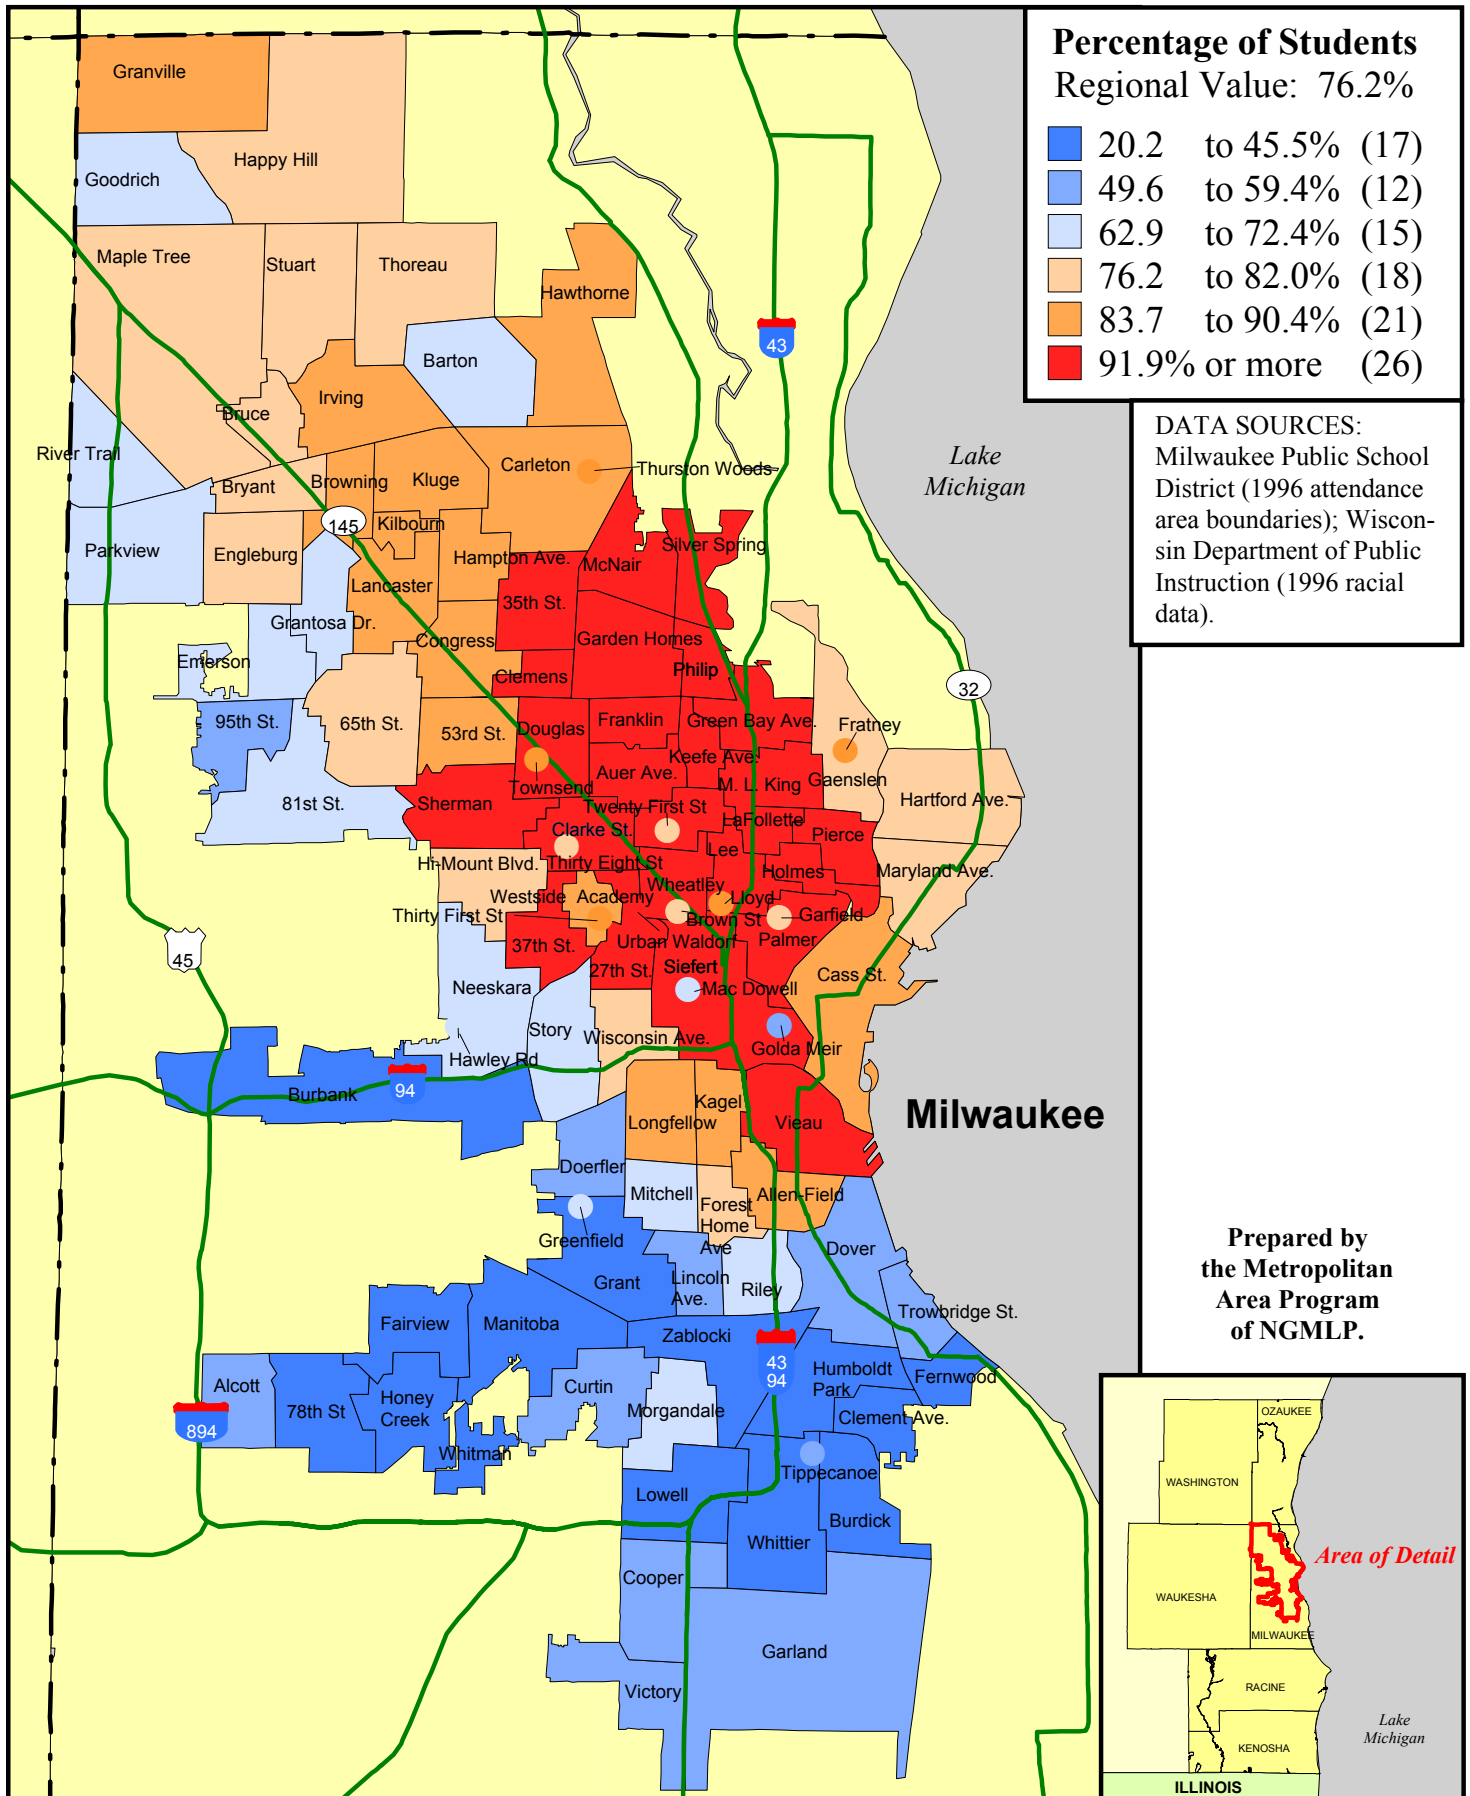 Percentage of Students
Regional Value: 76.2%
20.2 to 45.5% (17)
49.6 to 59.4% (12)
62.9 to 72.4% (15)
76.2 to 82.0% (18)
83.7 to 90.4% (21)
91.9% or more (26)
DATA SOURCES:
Milwaukee Public School
District (1996 attendance
area boundaries); Wiscon-
sin Department of Public
Instruction (1996 racial
data).
Granville
Happy Hill
Goodrich
Maple Tree
Stuart
Thoreau
Hawthorne
43
Barton
Irving
Bruce
River Trail
Carleton
Thurston Woods
Lake
Michigan
Bryant
Browning
Kluge
145
Kilbourn
Parkview
Engleburg
Hampton Ave.
McNair
Silver Spring
Lancaster
35th St.
Grantosa Dr.
Congress
Garden Homes
Emerson
Clemens
Philip
32
95th St.
65th St.
53rd St.
Douglas
Franklin
Green Bay Ave.
Fratney
Keefe Ave.
Auer Ave.
M. L. King
Gaenslen
Townsend
Hartford Ave.
81st St.
Sherman
Twenty First St
LaFollette
Clarke St.
Pierce
Lee
Hi-Mount Blvd.
Thirty Eight St
Holmes
Maryland Ave.
Wheatley
Westside Academy
Lloyd
Thirty First St
Brown St
Garfield
37th St.
Urban Waldorf
Palmer
45
27th St.
Siefert
Cass St.
Neeskara
Mac Dowell
Story
Wisconsin Ave.
Hawley Rd
Golda Meir
94
Burbank
Kagel
Longfellow
Vieau
Milwaukee
Doerfler
Mitchell
Forest
Home
Ave
Allen-Field
Greenfield
Dover
Grant
Lincoln
Ave.
Riley
Trowbridge St.
Fairview
Manitoba
Zablocki
43
94
Humboldt
Park
Fernwood
Alcott
78th St
Honey
Creek
Curtin
Morgandale
Clement Ave.
894
Whitman
Tippecanoe
Lowell
Burdick
Whittier
Cooper
Garland
Victory
Prepared by
the Metropolitan
Area Program
of NGMLP.
OZAUKEE
WASHINGTON
Area of Detail
WAUKESHA
MILWAUKEE
RACINE
Lake
Michigan
KENOSHA
ILLINOIS